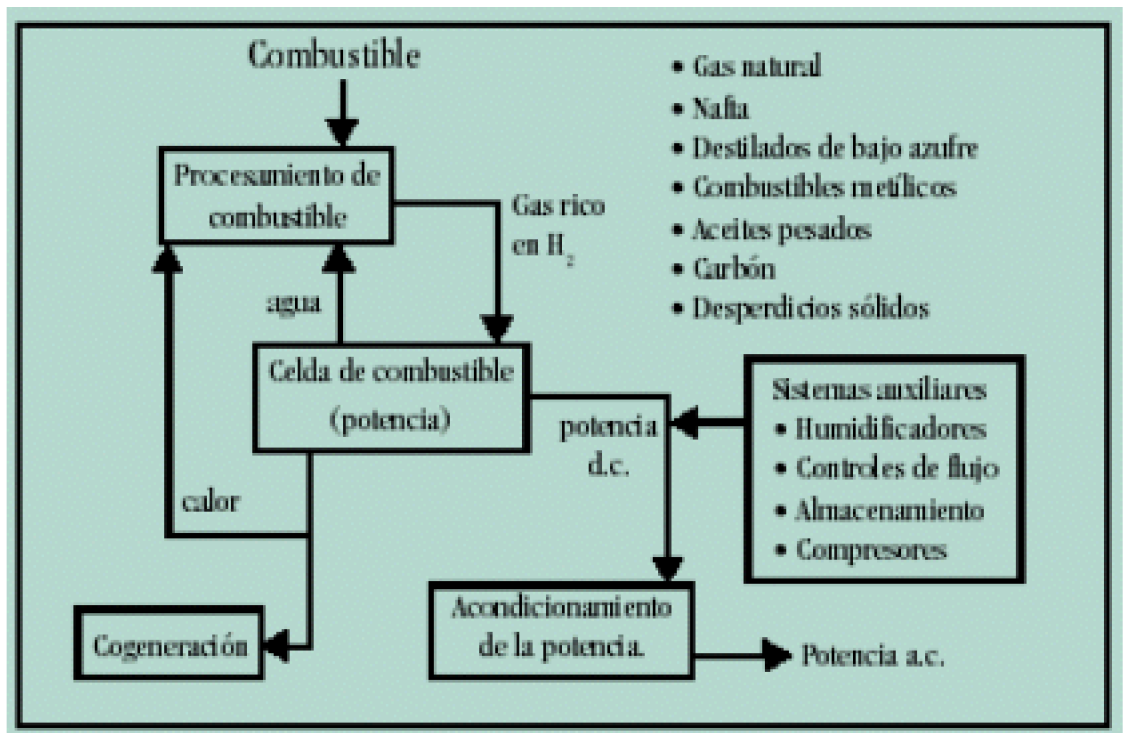 Combustible
• Gas natural
• Nafta
• Destilados de bajo azufre
• Combustibles metílicos
• Aceites pesados
• Carbón
• Desperdicios sólidos
Procesamiento de
combustible
Gas rico
en H₂
agua
Celda de combustible
(potencia)
potencia
d.c.
Sistemas auxiliares
• Humidificadores
• Controles de flujo
• Almacenamiento
• Compresores
calor
Cogeneración
Acondicionamiento
de la potencia.
Potencia a.c.